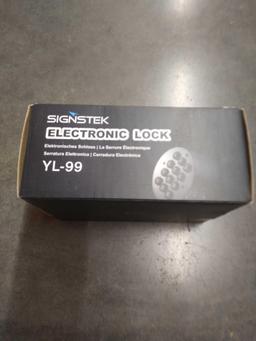 SIGNSTEK
ELECTRONIC LOCK
Elektronisches Schloss | La Serrure Électronique
Serratura Elettronica | Cerradura Electrónica
YL-99